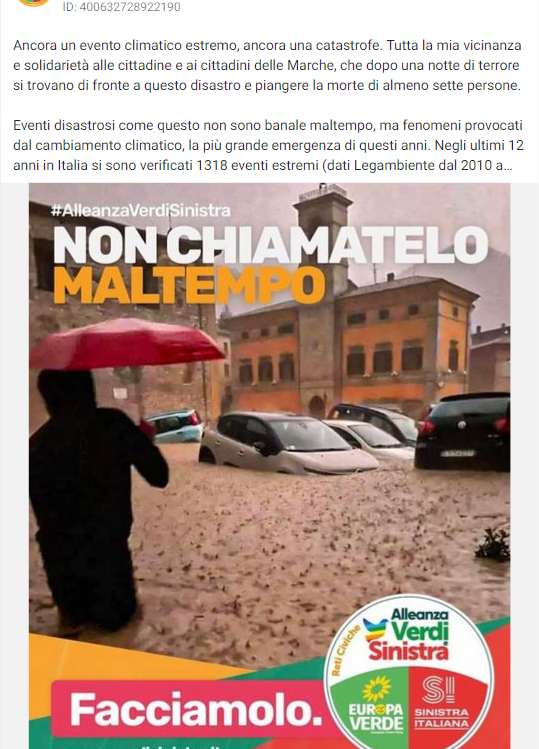 ID: 400632728922190
Ancora un evento climatico estremo, ancora una catastrofe. Tutta la mia vicinanza
e solidarietà alle cittadine e ai cittadini delle Marche, che dopo una notte di terrore
si trovano di fronte a questo disastro e piangere la morte di almeno sette persone.
Eventi disastrosi come questo non sono banale maltempo, ma fenomeni provocati
dal cambiamento climatico, la più grande emergenza di questi anni. Negli ultimi 12
anni in Italia si sono verificati 1318 eventi estremi (dati Legambiente dal 2010 a...
#AlleanzaVerdiSinistra
NON CHIAMATELO
MALTEMPO
Alleanza
Verdi
Sinistra
Reti Civiche
EUROPA
VERDE
SI
SINISTRA
ITALIANA
Facciamolo.